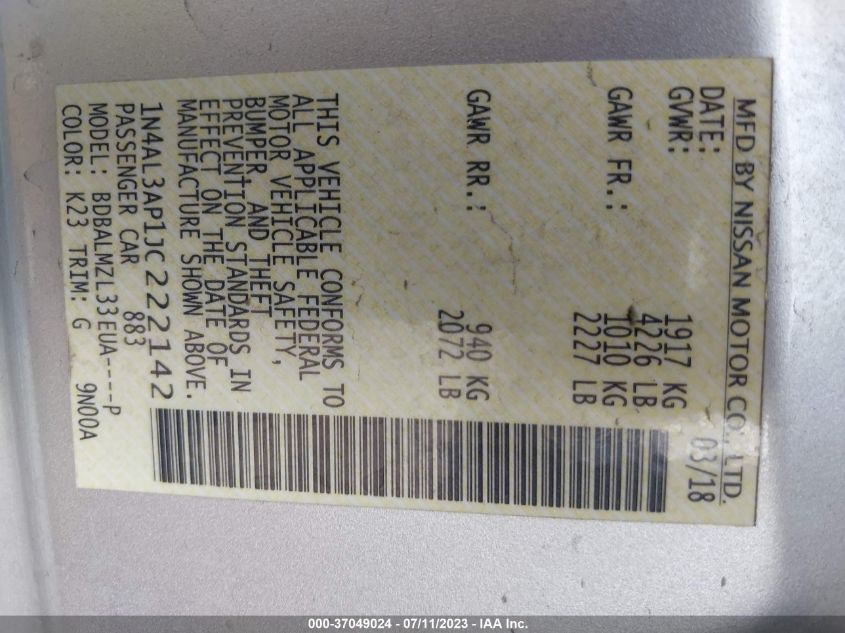 MFD BY NISSAN MOTOR CO., LTD.
DATE: 03/18
GVWR: 1917 KG
4226 LB
GAWR FR.: 1010 KG
2227 LB
GAWR RR.: 940 KG
2072 LB
THIS VEHICLE CONFORMS TO
ALL APPLICABLE FEDERAL
MOTOR VEHICLE SAFETY,
BUMPER AND THEFT
PREVENTION STANDARDS IN
EFFECT ON THE DATE OF
MANUFACTURE SHOWN ABOVE.
1N4AL3AP1JC222142
PASSENGER CAR 883
MODEL: BDBALMZL33EUA----P
COLOR: K23 TRIM: G 9N00A
000-37049024 - 07/11/2023 - IAA Inc.